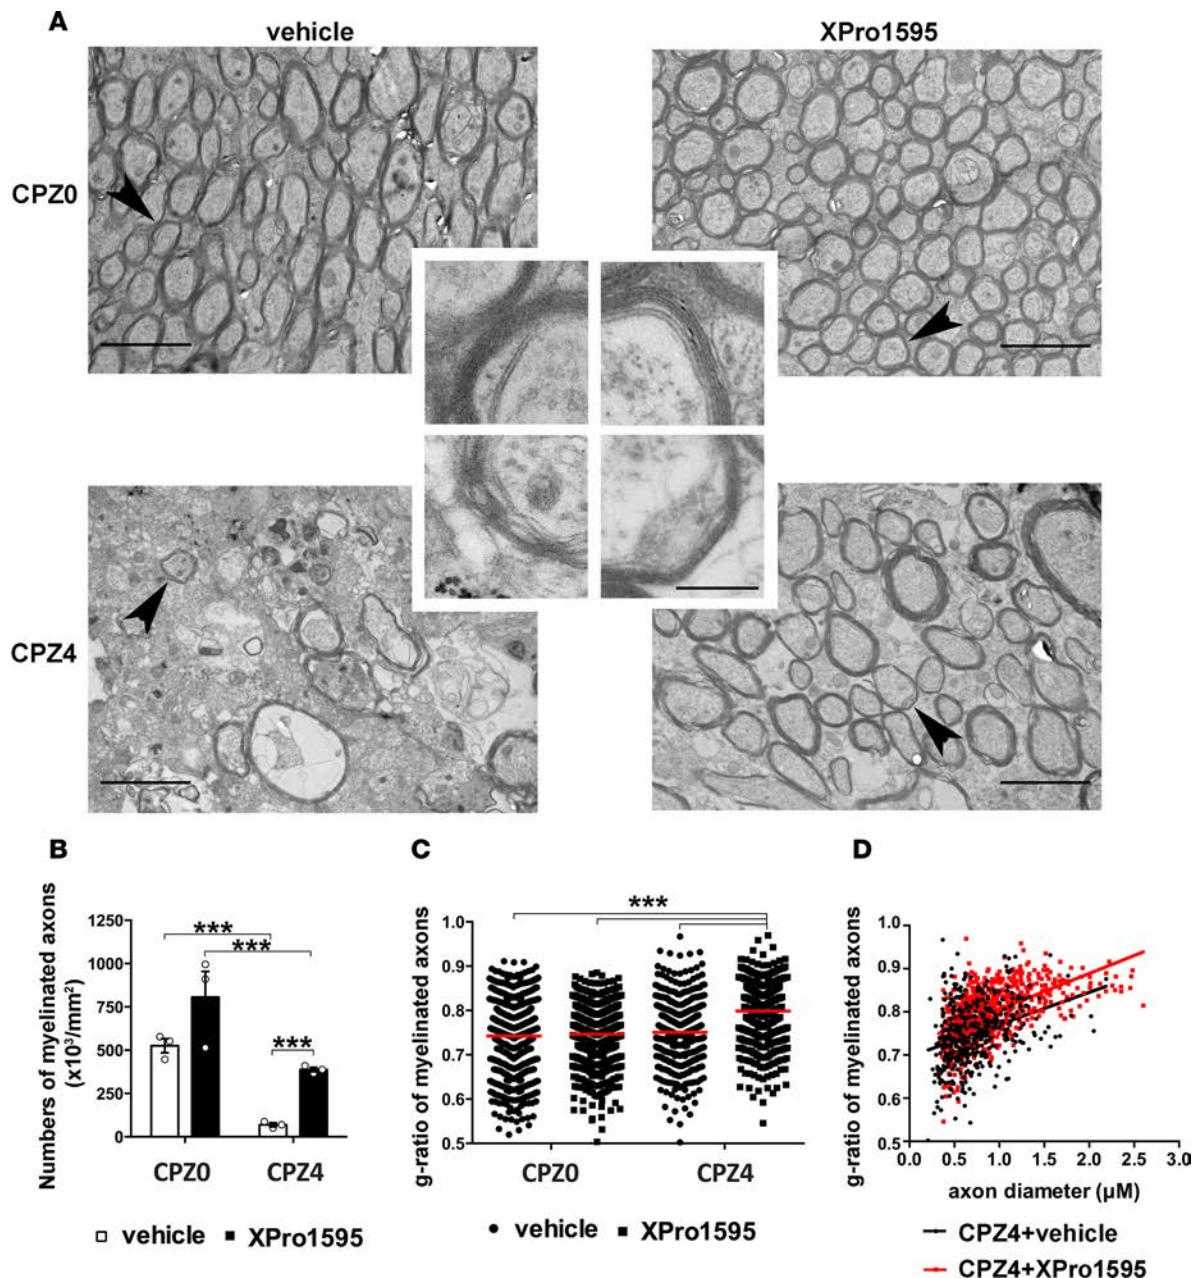 A
vehicle
XPro1595
CPZ0
CPZ4
B
C
D
Numbers of myelinated axons
(x10³/mm²)
1250
1000
750
500
250
0
***
***
***
CPZ0
CPZ4
vehicle
XPro1595
g-ratio of myelinated axons
1.0
0.9
0.8
0.7
0.6
0.5
***
CPZ0
CPZ4
vehicle
XPro1595
g-ratio of myelinated axons
1.0
0.9
0.8
0.7
0.6
0.5
0.0 0.5 1.0 1.5 2.0 2.5 3.0
axon diameter (µM)
CPZ4+vehicle
CPZ4+XPro1595